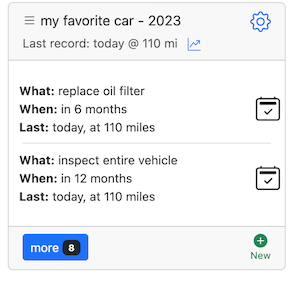 my favorite car - 2023
Last record: today @ 110 mi
What: replace oil filter
When: in 6 months
Last: today, at 110 miles
What: inspect entire vehicle
When: in 12 months
Last: today, at 110 miles
more 8
New